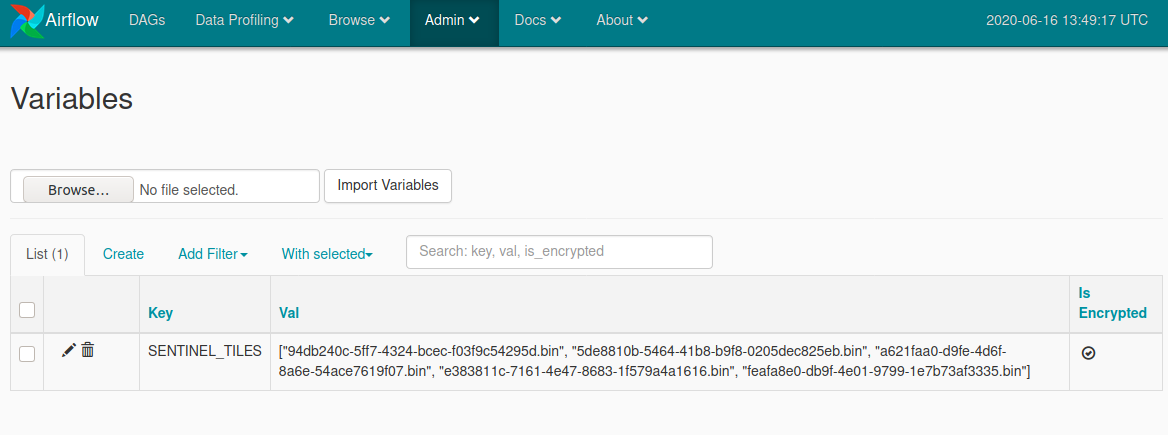 Airflow DAGs Data Profiling Browse Admin Docs About 2020-06-16 13:49:17 UTC
Variables
Browse... No file selected. Import Variables
List (1) Create Add Filter With selected Search: key, val, is_encrypted
Is
Key Val Encrypted
SENTINEL_TILES ["94db240c-5ff7-4324-bcec-f03f9c54295d.bin", "5de8810b-5464-41b8-b9f8-0205dec825eb.bin", "a621faa0-d9fe-4d6f-
8a6e-54ace7619f07.bin", "e383811c-7161-4e47-8683-1f579a4a1616.bin", "feafa8e0-db9f-4e01-9799-1e7b73af3335.bin"]